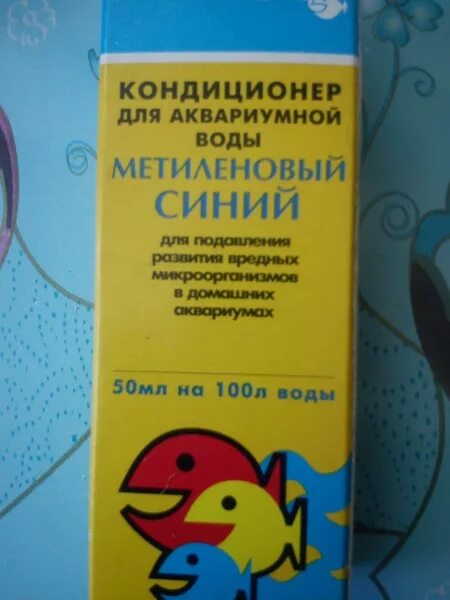 КОНДИЦИОНЕР
ДЛЯ АКВАРИУМНОЙ
ВОДЫ
МЕТИЛЕНОВЫЙ
СИНИЙ
для подавления
развития вредных
микроорганизмов
в домашних
аквариумах
50мл на 100л воды